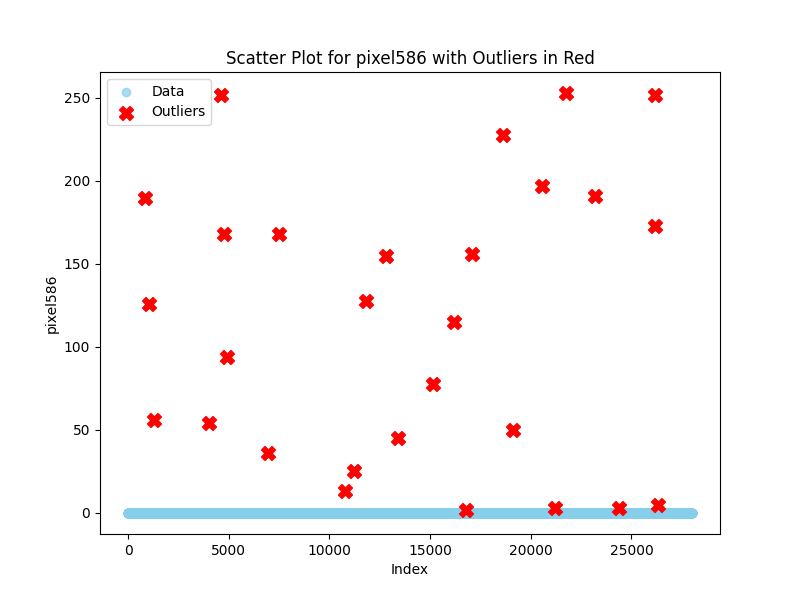 Scatter Plot for pixel586 with Outliers in Red
Data
Outliers
250
200
150
100
50
0
pixel586
0 5000 10000 15000 20000 25000
Index